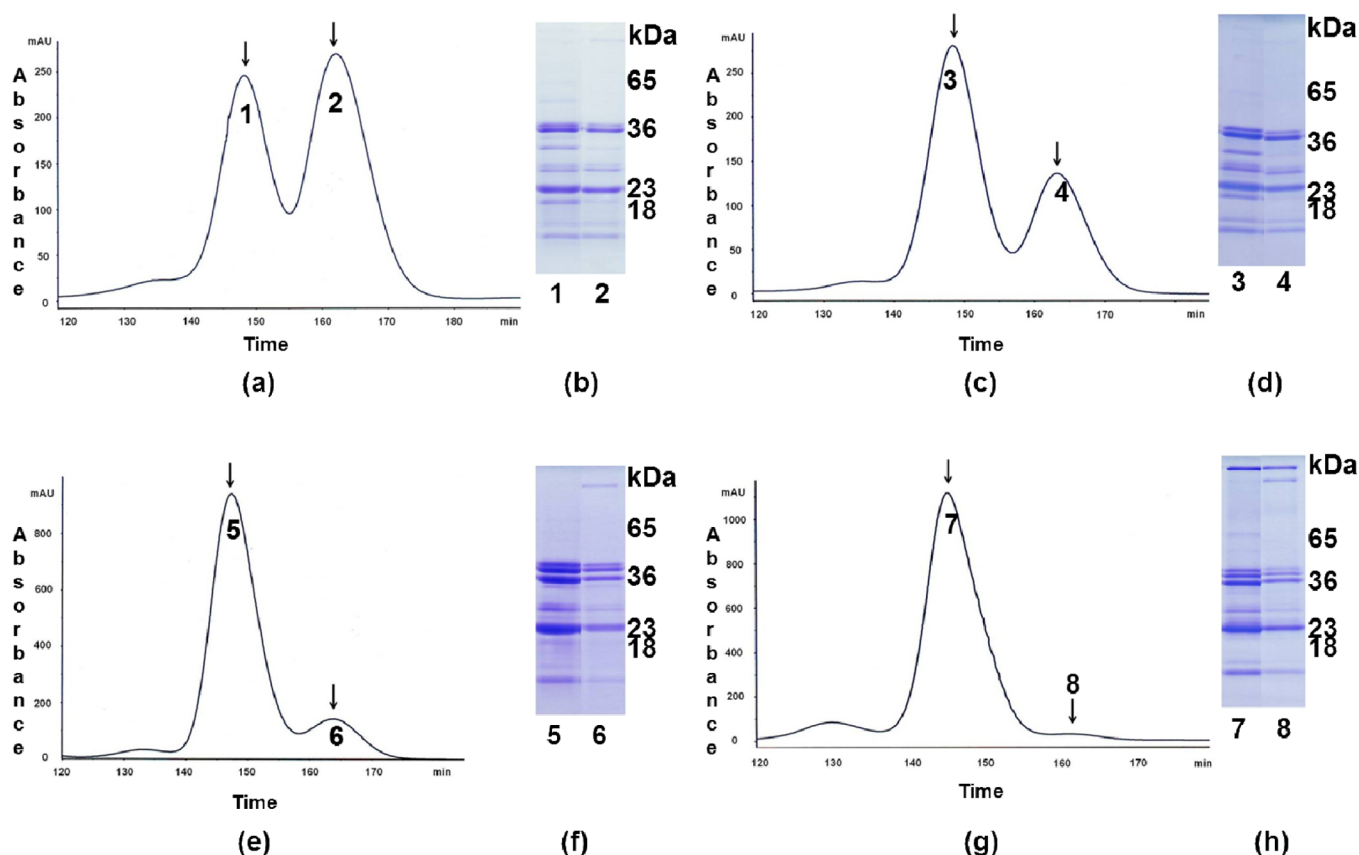 mAU
250
200
150
100
50
0
Absorbance
1
2
120 130 140 150 160 170 180 min
Time
(a)
kDa
65
36
23
18
1 2
(b)
mAU
250
200
150
100
50
0
Absorbance
3
4
120 130 140 150 160 170 min
Time
(c)
kDa
65
36
23
18
3 4
(d)
mAU
800
600
400
200
0
Absorbance
5
6
120 130 140 150 160 170 min
Time
(e)
kDa
65
36
23
18
5 6
(f)
mAU
1000
800
600
400
200
0
Absorbance
7
8
120 130 140 150 160 170 min
Time
(g)
kDa
65
36
23
18
7 8
(h)